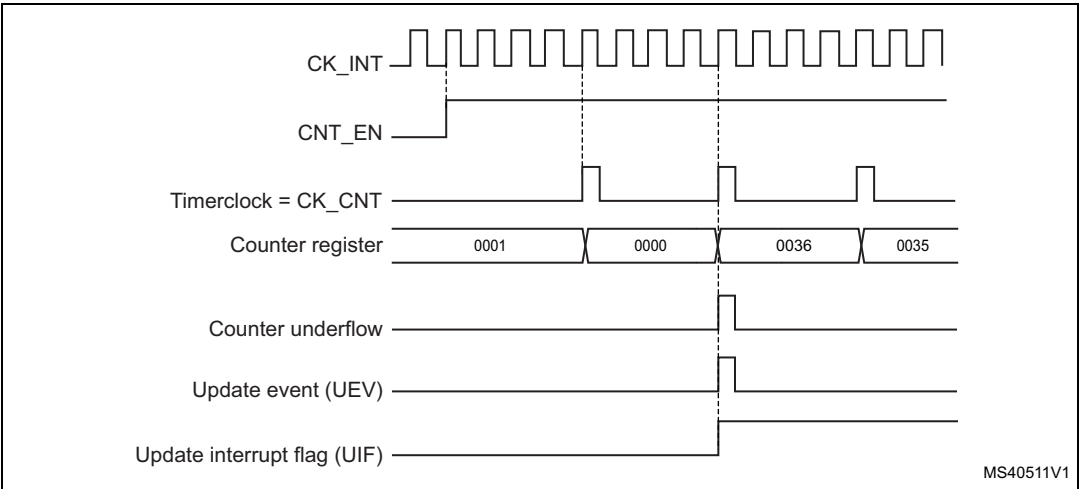 CK_INT
CNT_EN
Timerclock = CK_CNT
Counter register 0001 0000 0036 0035
Counter underflow
Update event (UEV)
Update interrupt flag (UIF)
MS40511V1